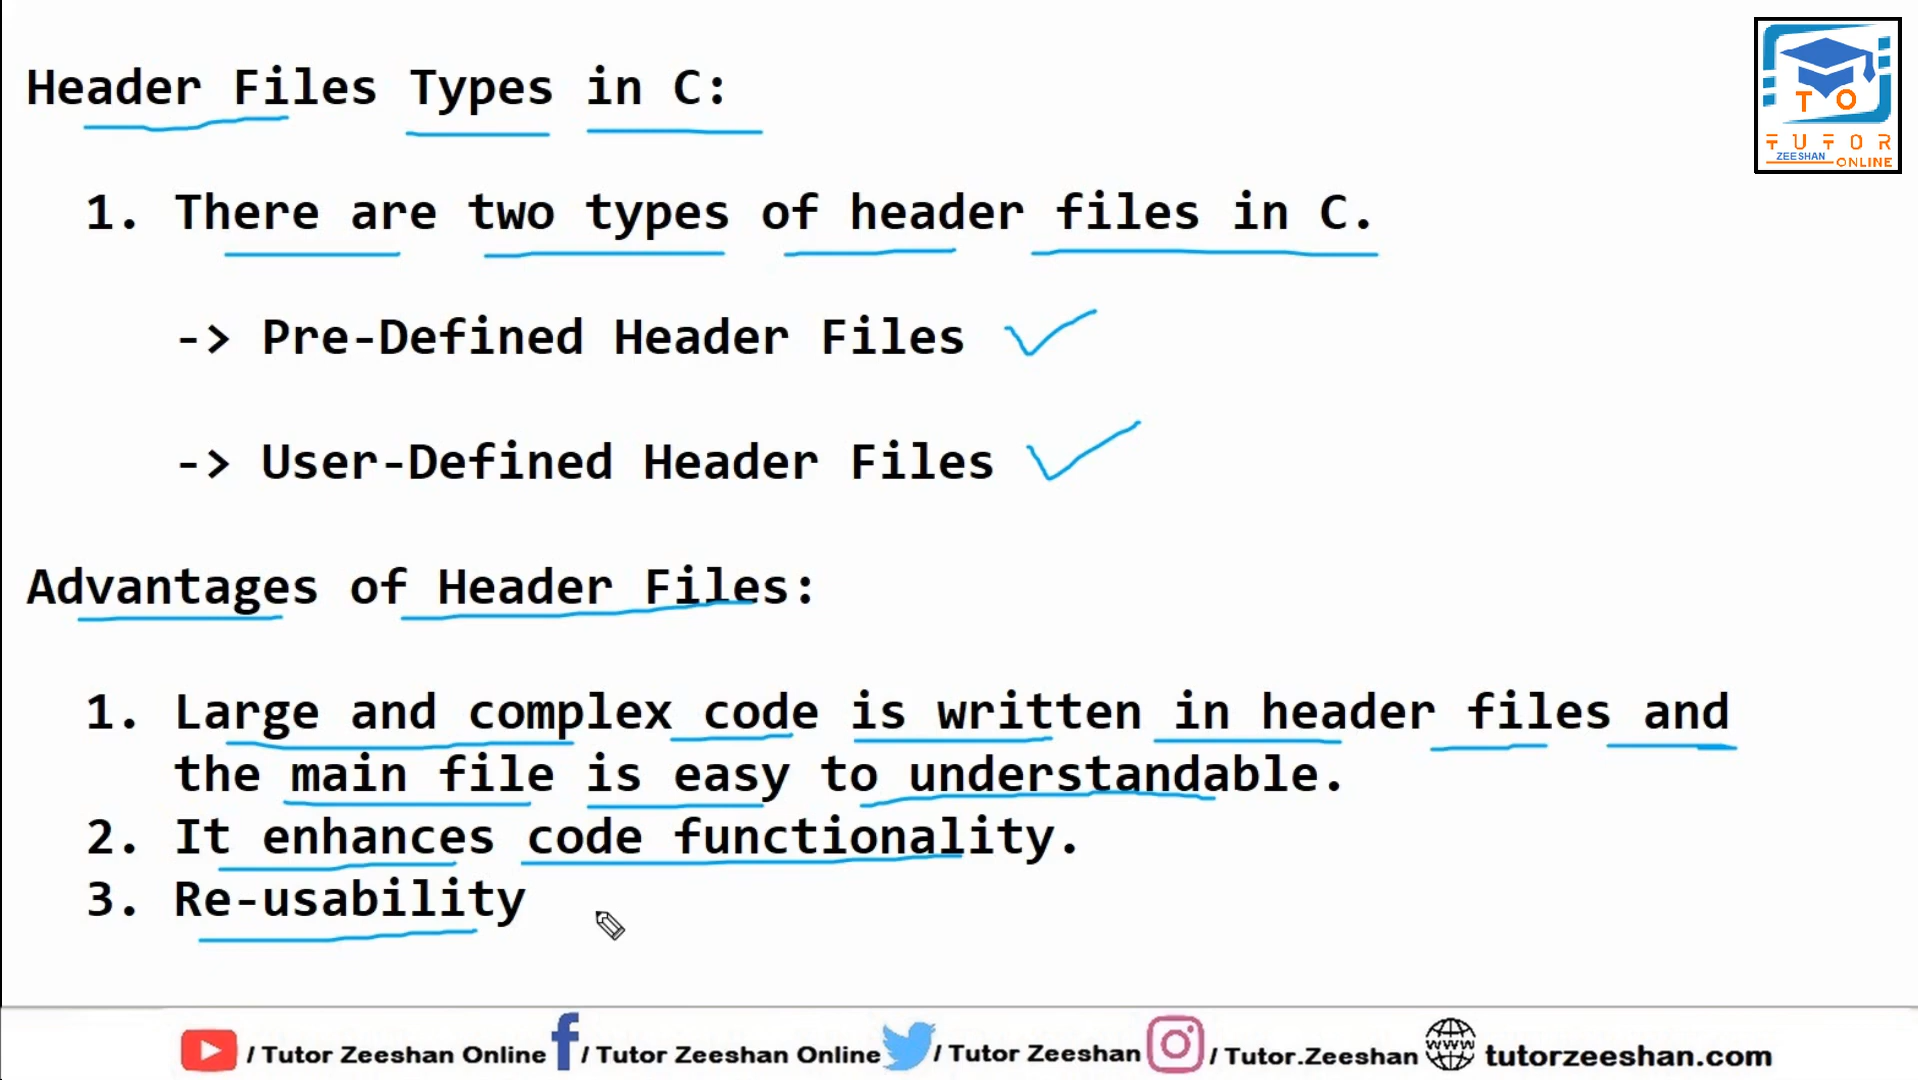 Header Files Types in C:
1. There are two types of header files in C.
-> Pre-Defined Header Files
-> User-Defined Header Files
Advantages of Header Files:
1. Large and complex code is written in header files and
the main file is easy to understandable.
2. It enhances code functionality.
3. Re-usability
T O
TUTOR
ZEESHAN ONLINE
/ Tutor Zeeshan Online / Tutor Zeeshan Online / Tutor Zeeshan / Tutor.Zeeshan www tutorzeeshan.com